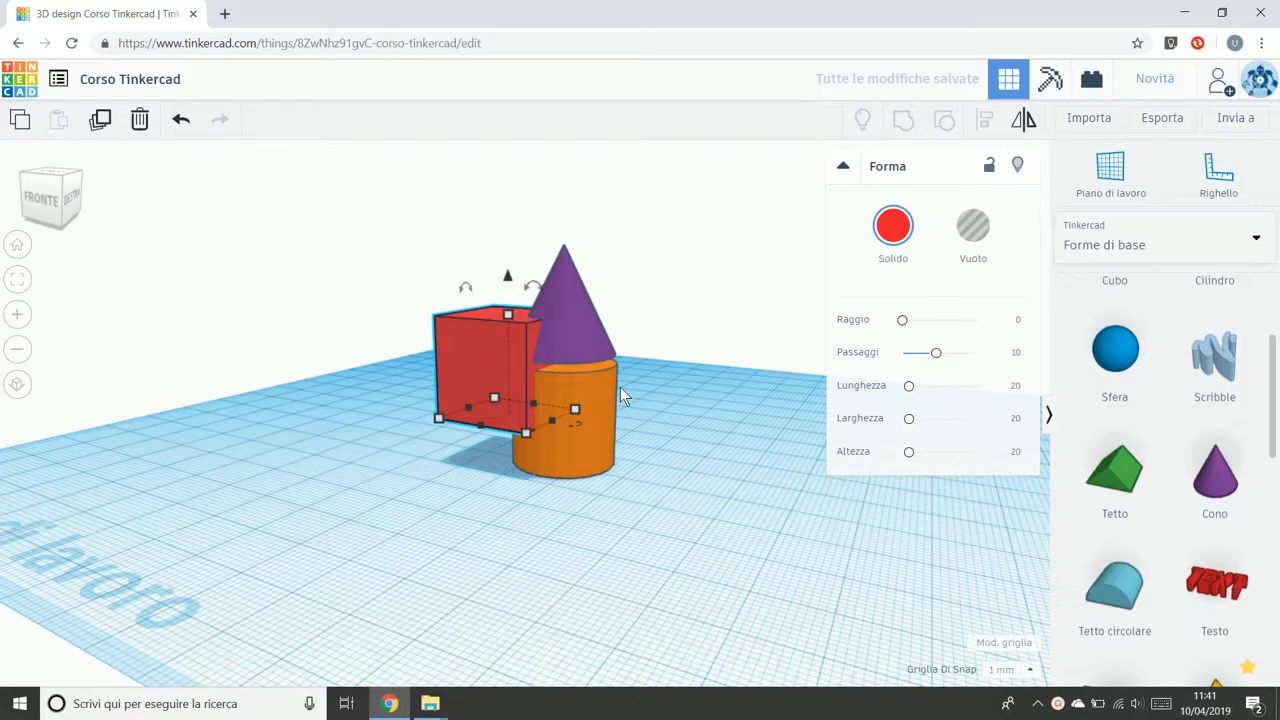 3D design Corso Tinkercad | Tink
https://www.tinkercad.com/things/8ZwNhz91gvC-corso-tinkercad/edit
U
TIN
KER
CAD
Corso Tinkercad
Tutte le modifiche salvate
Novità
Importa
Esporta
Invia a
FRONTE
DESTRA
Forma
Solido
Vuoto
Raggio
0
Passaggi
10
Lunghezza
20
Larghezza
20
Altezza
20
Piano di lavoro
Righello
Tinkercad
Forme di base
Cubo
Cilindro
Sfera
Scribble
Tetto
Cono
TEXT
Tetto circolare
Testo
di lavoro
Mod. griglia
Griglia Di Snap
1 mm
Scrivi qui per eseguire la ricerca
11:41
10/04/2019
2